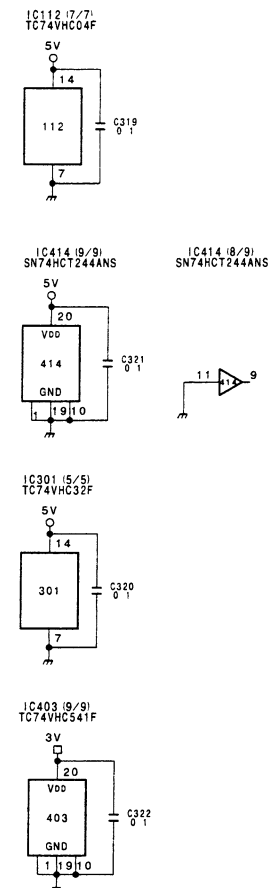 IC112 (7/7)
TC74VHC04F
5V
14
112
C319
0 1
7
IC414 (9/9)
SN74HCT244ANS
5V
20
VDD
414
C321
0 1
GND
1 19 10
IC414 (8/9)
SN74HCT244ANS
11
414
9
IC301 (5/5)
TC74VHC32F
5V
14
301
C320
0 1
7
IC403 (9/9)
TC74VHC541F
3V
20
VDD
403
C322
0 1
GND
1 19 10